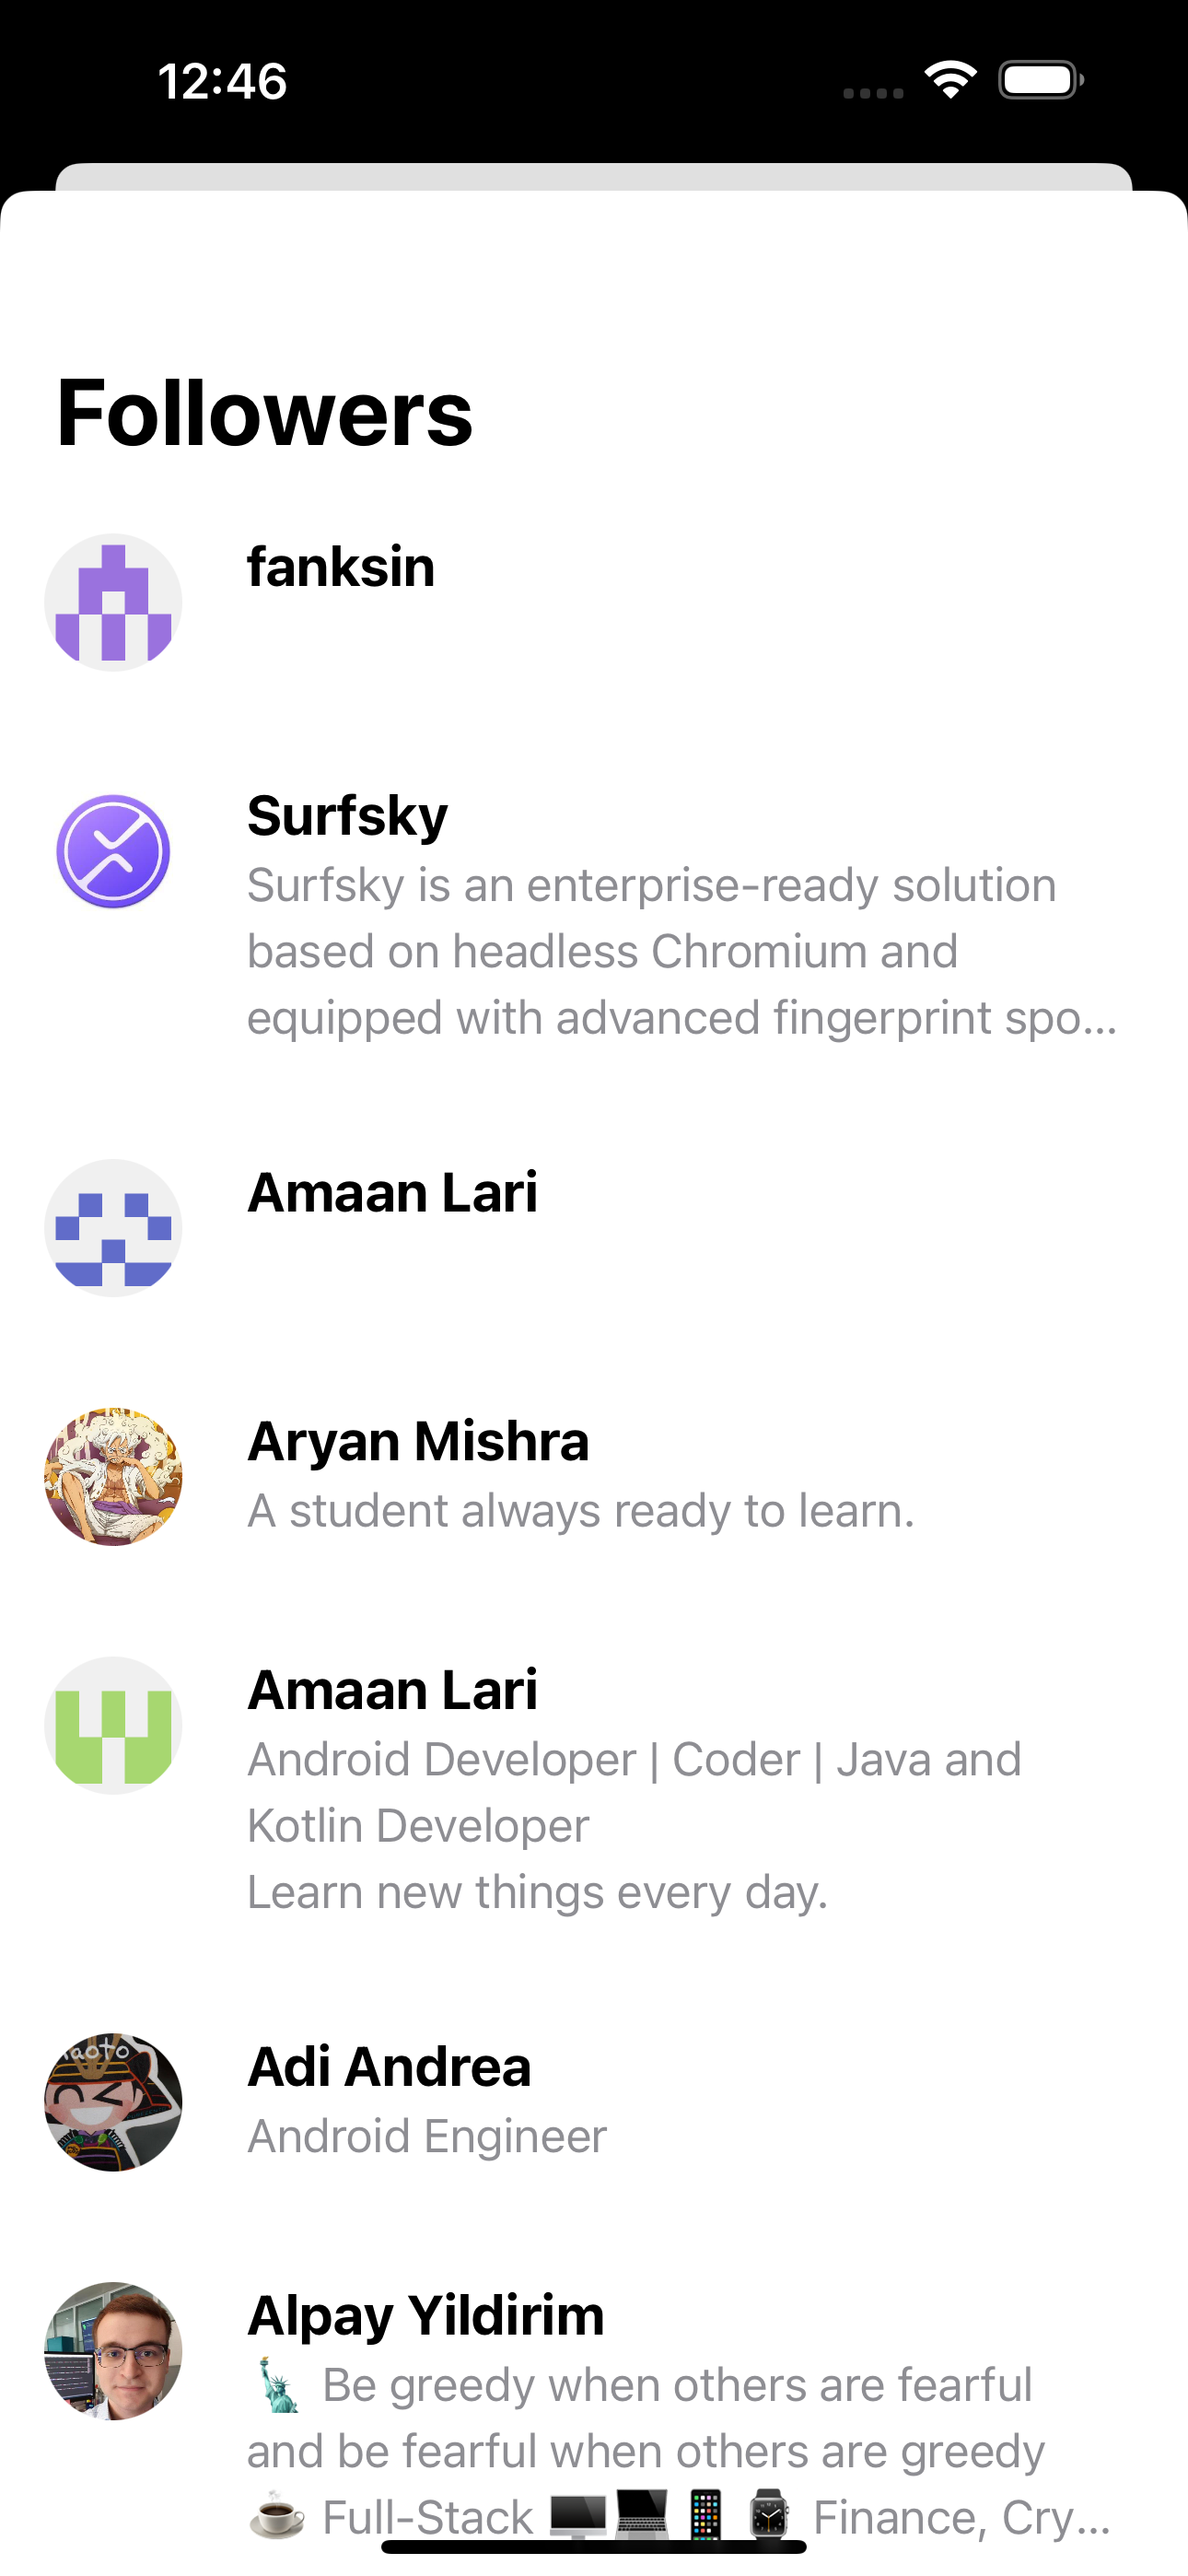 12:46
Followers
fanksin
Surfsky
Surfsky is an enterprise-ready solution
based on headless Chromium and
equipped with advanced fingerprint spo...
Amaan Lari
Aryan Mishra
A student always ready to learn.
Amaan Lari
Android Developer | Coder | Java and
Kotlin Developer
Learn new things every day.
aoto
Adi Andrea
Android Engineer
Alpay Yildirim
🗽 Be greedy when others are fearful
and be fearful when others are greedy
☕ Full-Stack 🖥️💻📱⌚ Finance, Cry...